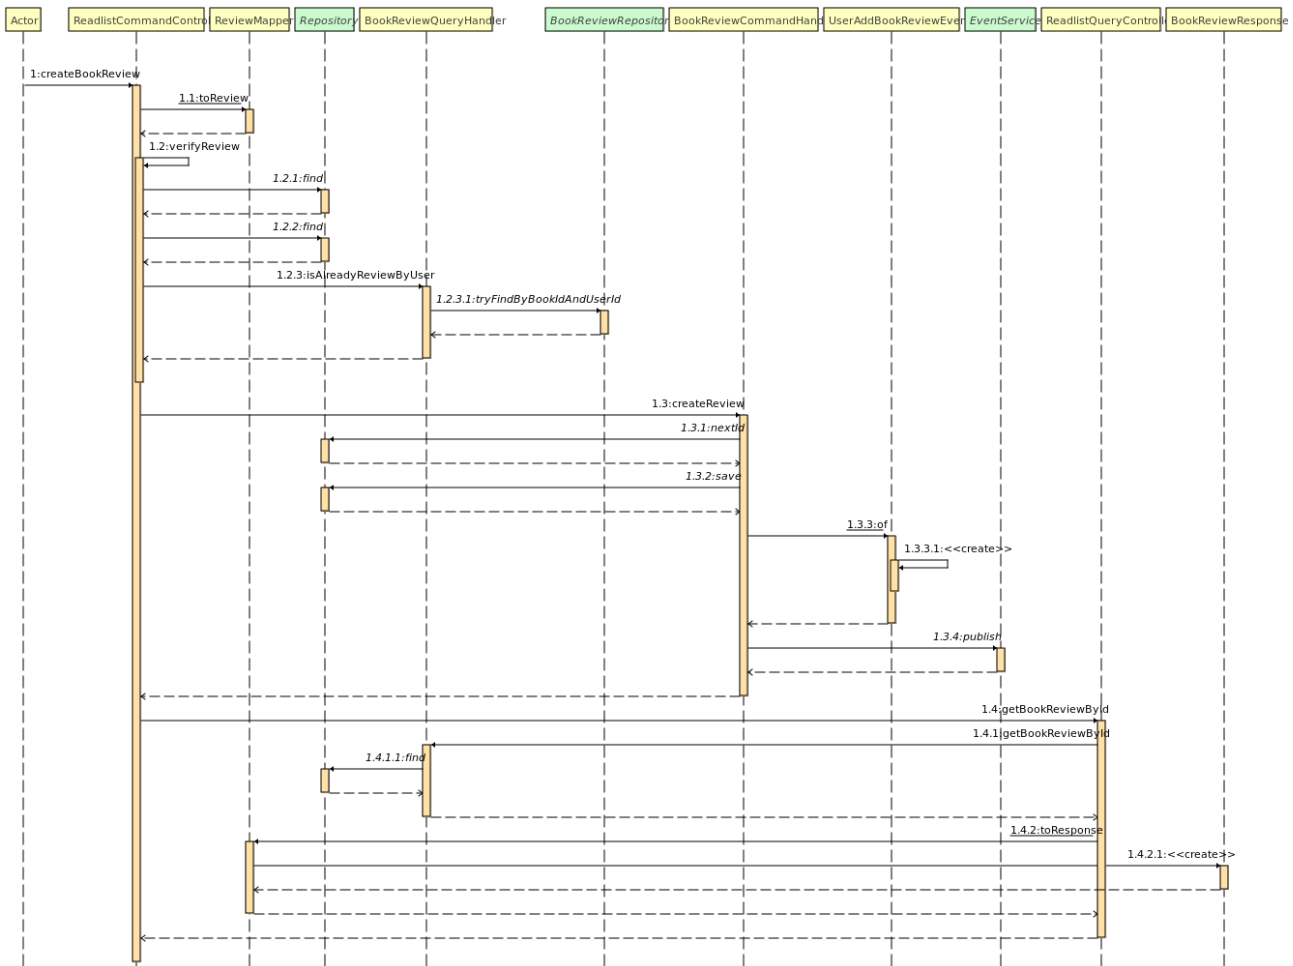 Actor
ReadlistCommandContro
ReviewMapper
Repository
BookReviewQueryHandler
BookReviewRepositor
BookReviewCommandHand
UserAddBookReviewEver
EventService
ReadlistQueryControll
BookReviewResponse
1:createBookReview
1.1:toReview
1.2:verifyReview
1.2.1:find
1.2.2:find
1.2.3:isAlreadyReviewByUser
1.2.3.1:tryFindByBookIdAndUserId
1.3:createReview
1.3.1:nextId
1.3.2:save
1.3.3:of
1.3.3.1:<<create>>
1.3.4:publish
1.4:getBookReviewById
1.4.1:getBookReviewById
1.4.1.1:find
1.4.2:toResponse
1.4.2.1:<<create>>